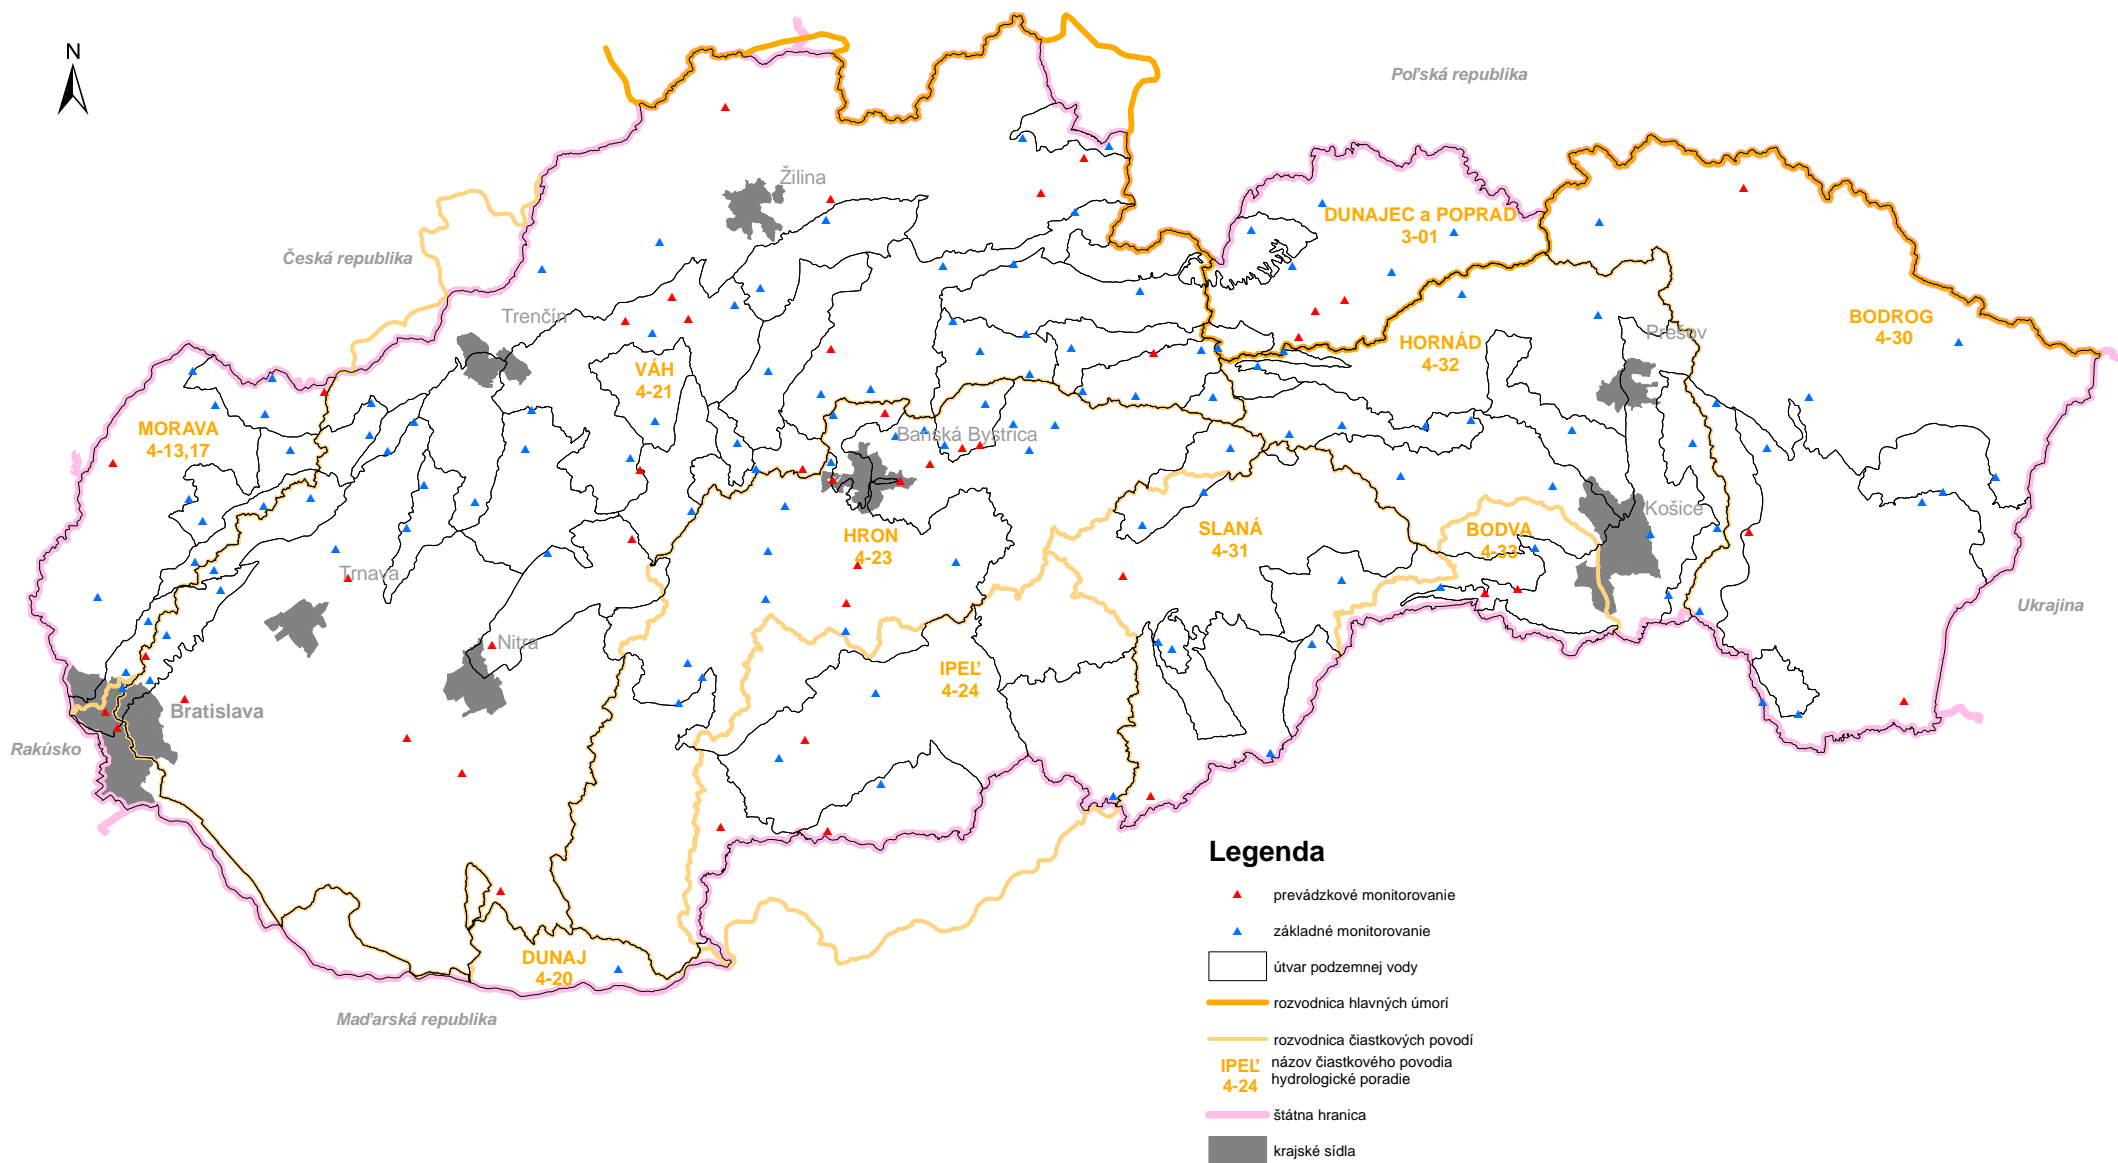 N
Poľská republika
Žilina
DUNAJEC a POPRAD
3-01
Česká republika
Trenčín
BODROG
4-30
Prešov
HORNÁD
4-32
VÁH
4-21
MORAVA
4-13,17
Banská Bystrica
Košice
HRON
4-23
SLANÁ
4-31
BODVA
4-33
Trnava
Ukrajina
Nitra
IPEĽ
4-24
Bratislava
Rakúsko
DUNAJ
4-20
Maďarská republika
Legenda
prevádzkové monitorovanie
základné monitorovanie
útvar podzemnej vody
rozvodnica hlavných úmorí
rozvodnica čiastkových povodí
IPEĽ názov čiastkového povodia
4-24 hydrologické poradie
štátna hranica
krajské sídla